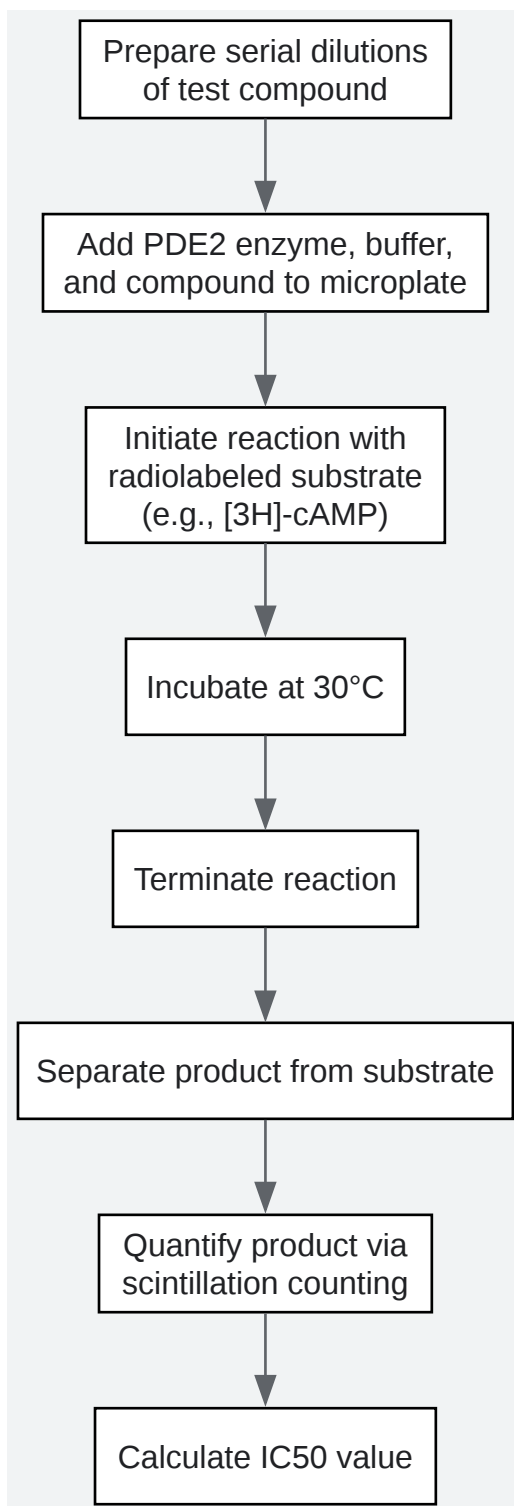 Prepare serial dilutions
of test compound
Add PDE2 enzyme, buffer,
and compound to microplate
Initiate reaction with
radiolabeled substrate
(e.g., [3H]-cAMP)
Incubate at 30°C
Terminate reaction
Separate product from substrate
Quantify product via
scintillation counting
Calculate IC50 value